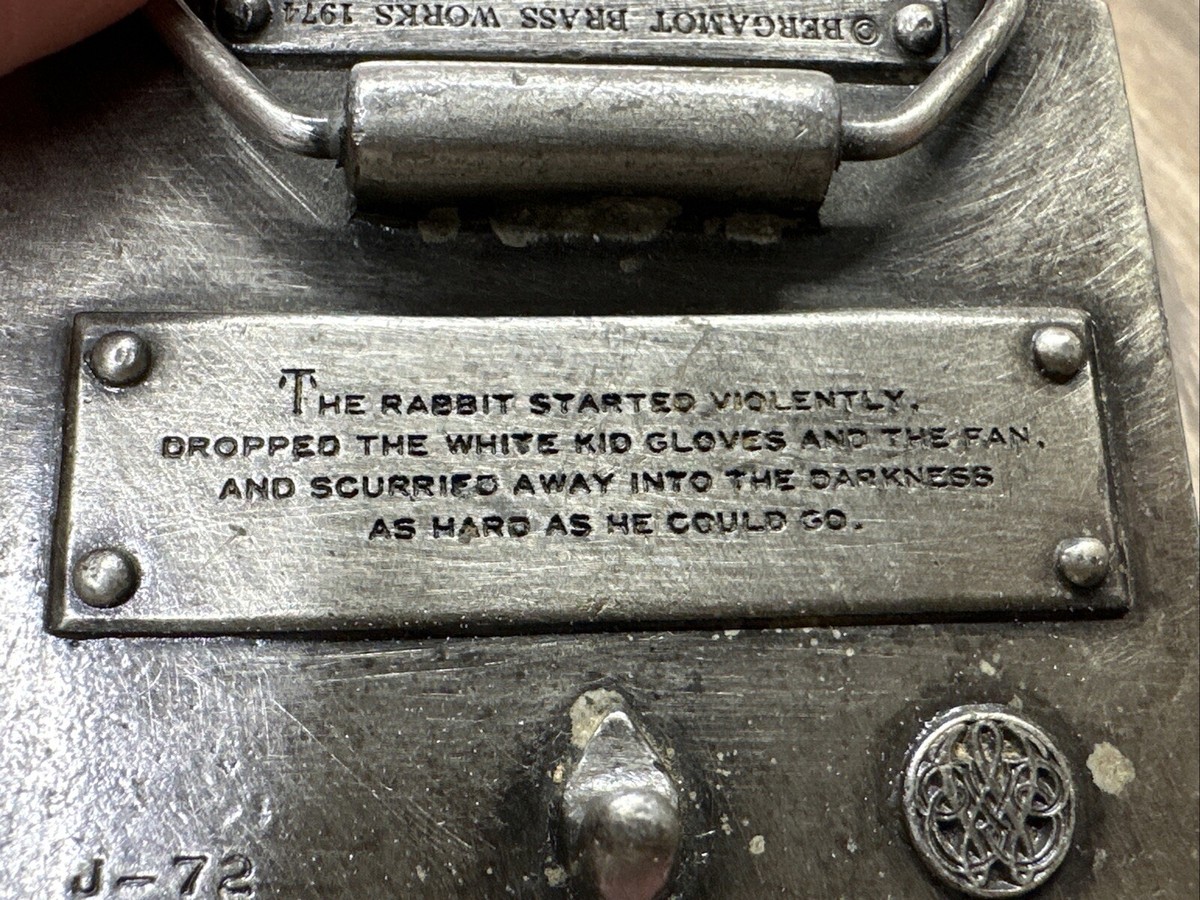 © BERGAMOT BRASS WORKS 1974
THE RABBIT STARTED VIOLENTLY,
DROPPED THE WHITE KID GLOVES AND THE FAN,
AND SCURRIED AWAY INTO THE DARKNESS
AS HARD AS HE COULD GO.
J-72